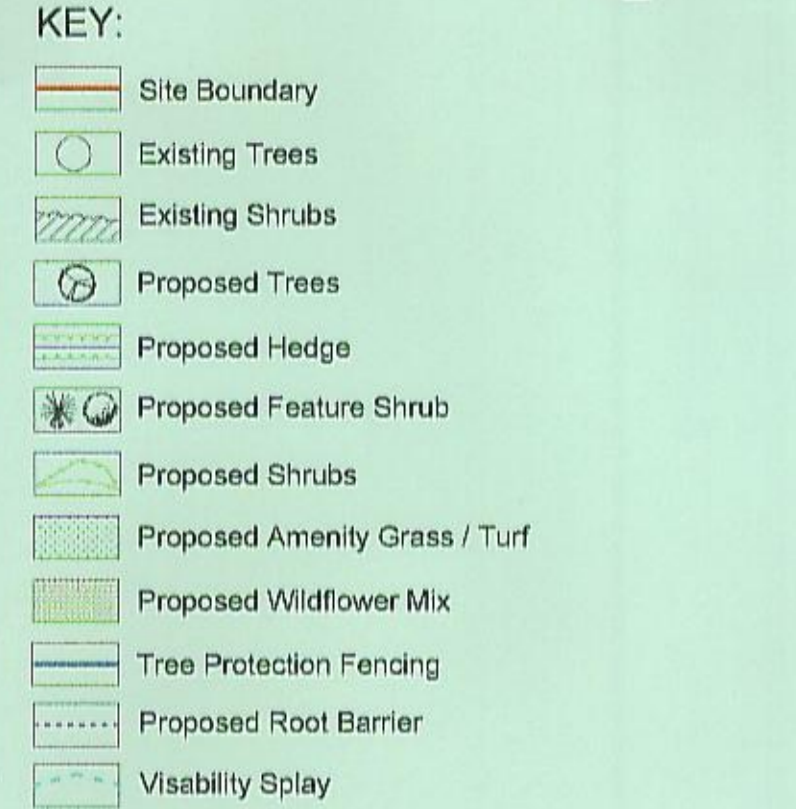 KEY:
Site Boundary
Existing Trees
Existing Shrubs
Proposed Trees
Proposed Hedge
Proposed Feature Shrub
Proposed Shrubs
Proposed Amenity Grass / Turf
Proposed Wildflower Mix
Tree Protection Fencing
Proposed Root Barrier
Visability Splay